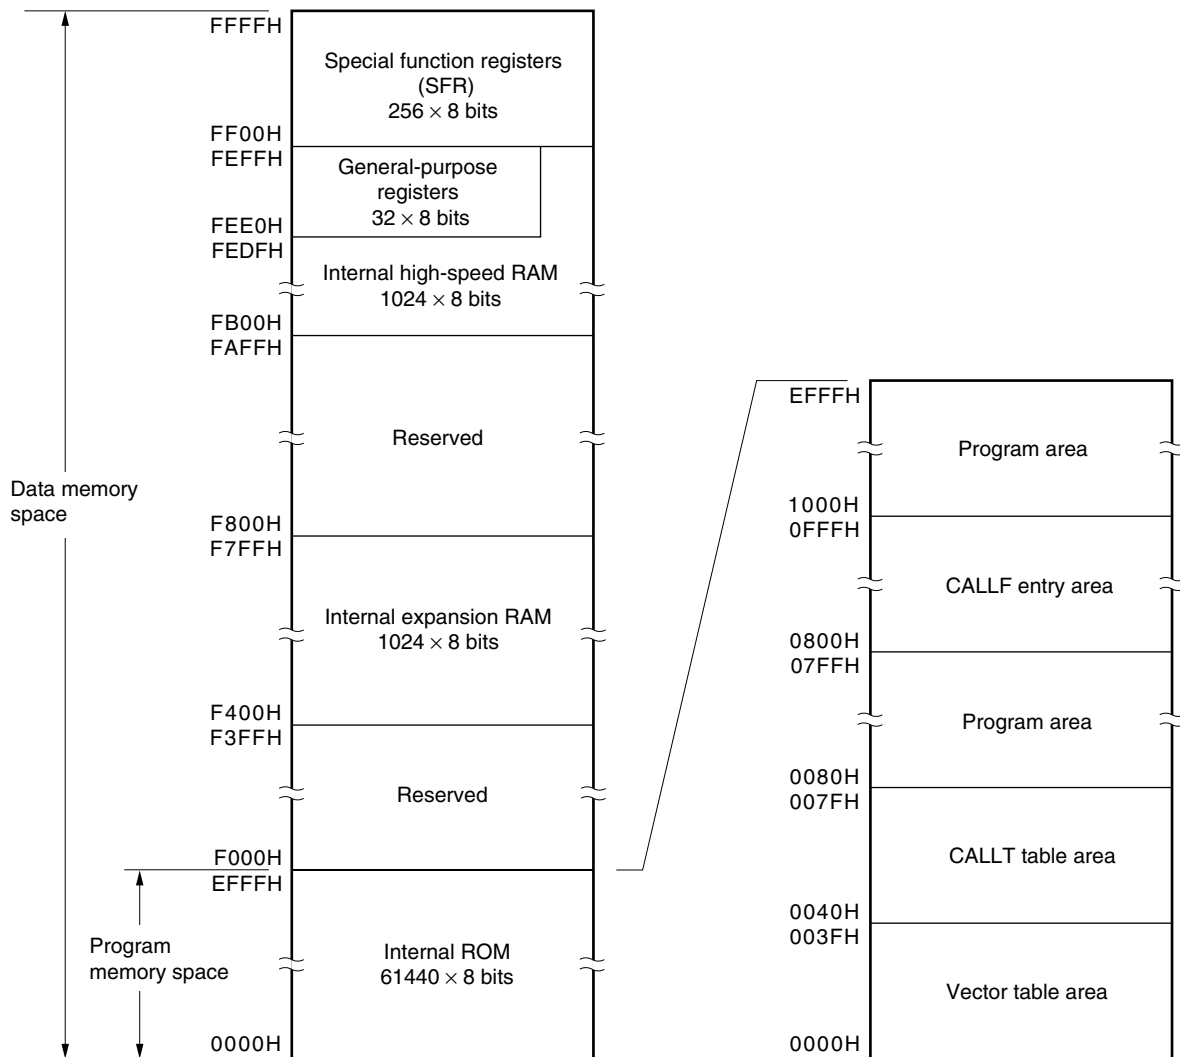 FFFFH
Special function registers
(SFR)
256 × 8 bits
FF00H
FEFFH
General-purpose
registers
32 × 8 bits
FEE0H
FEDFH
Internal high-speed RAM
1024 × 8 bits
FB00H
FAFFH
Reserved
Data memory
space
F800H
F7FFH
Internal expansion RAM
1024 × 8 bits
F400H
F3FFH
Reserved
F000H
EFFFH
Program
memory space
Internal ROM
61440 × 8 bits
0000H
EFFFH
Program area
1000H
0FFFH
CALLF entry area
0800H
07FFH
Program area
0080H
007FH
CALLT table area
0040H
003FH
Vector table area
0000H